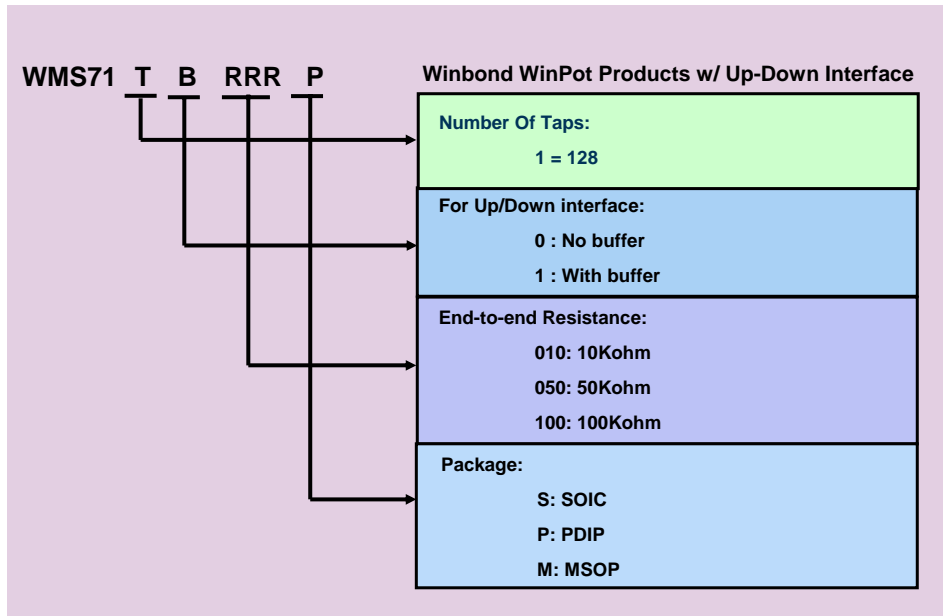 WMS71 T B RRR P
Winbond WinPot Products w/ Up-Down Interface
Number Of Taps:
1 = 128
For Up/Down interface:
0 : No buffer
1 : With buffer
End-to-end Resistance:
010: 10Kohm
050: 50Kohm
100: 100Kohm
Package:
S: SOIC
P: PDIP
M: MSOP